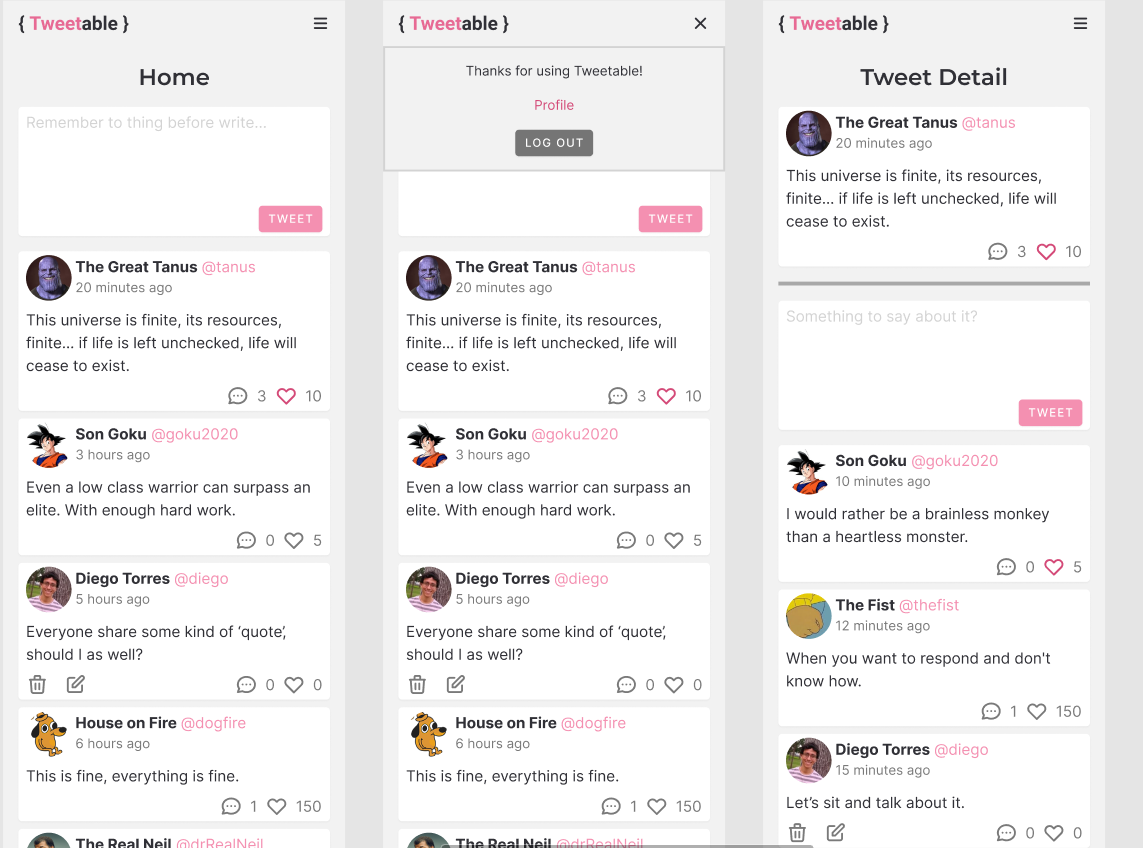 { Tweetable }
Home
Remember to thing before write...
TWEET
The Great Tanus @tanus
20 minutes ago
This universe is finite, its resources,
finite... if life is left unchecked, life will
cease to exist.
3 10
Son Goku @goku2020
3 hours ago
Even a low class warrior can surpass an
elite. With enough hard work.
0 5
Diego Torres @diego
5 hours ago
Everyone share some kind of ‘quote’,
should I as well?
0 0
House on Fire @dogfire
6 hours ago
This is fine, everything is fine.
1 150
The Real Neil @drRealNeil
{ Tweetable }
Thanks for using Tweetable!
Profile
LOG OUT
TWEET
The Great Tanus @tanus
20 minutes ago
This universe is finite, its resources,
finite... if life is left unchecked, life will
cease to exist.
3 10
Son Goku @goku2020
3 hours ago
Even a low class warrior can surpass an
elite. With enough hard work.
0 5
Diego Torres @diego
5 hours ago
Everyone share some kind of ‘quote’,
should I as well?
0 0
House on Fire @dogfire
6 hours ago
This is fine, everything is fine.
1 150
The Real Neil @drRealNeil
{ Tweetable }
Tweet Detail
The Great Tanus @tanus
20 minutes ago
This universe is finite, its resources,
finite... if life is left unchecked, life will
cease to exist.
3 10
Something to say about it?
TWEET
Son Goku @goku2020
10 minutes ago
I would rather be a brainless monkey
than a heartless monster.
0 5
The Fist @thefist
12 minutes ago
When you want to respond and don't
know how.
1 150
Diego Torres @diego
15 minutes ago
Let’s sit and talk about it.
0 0